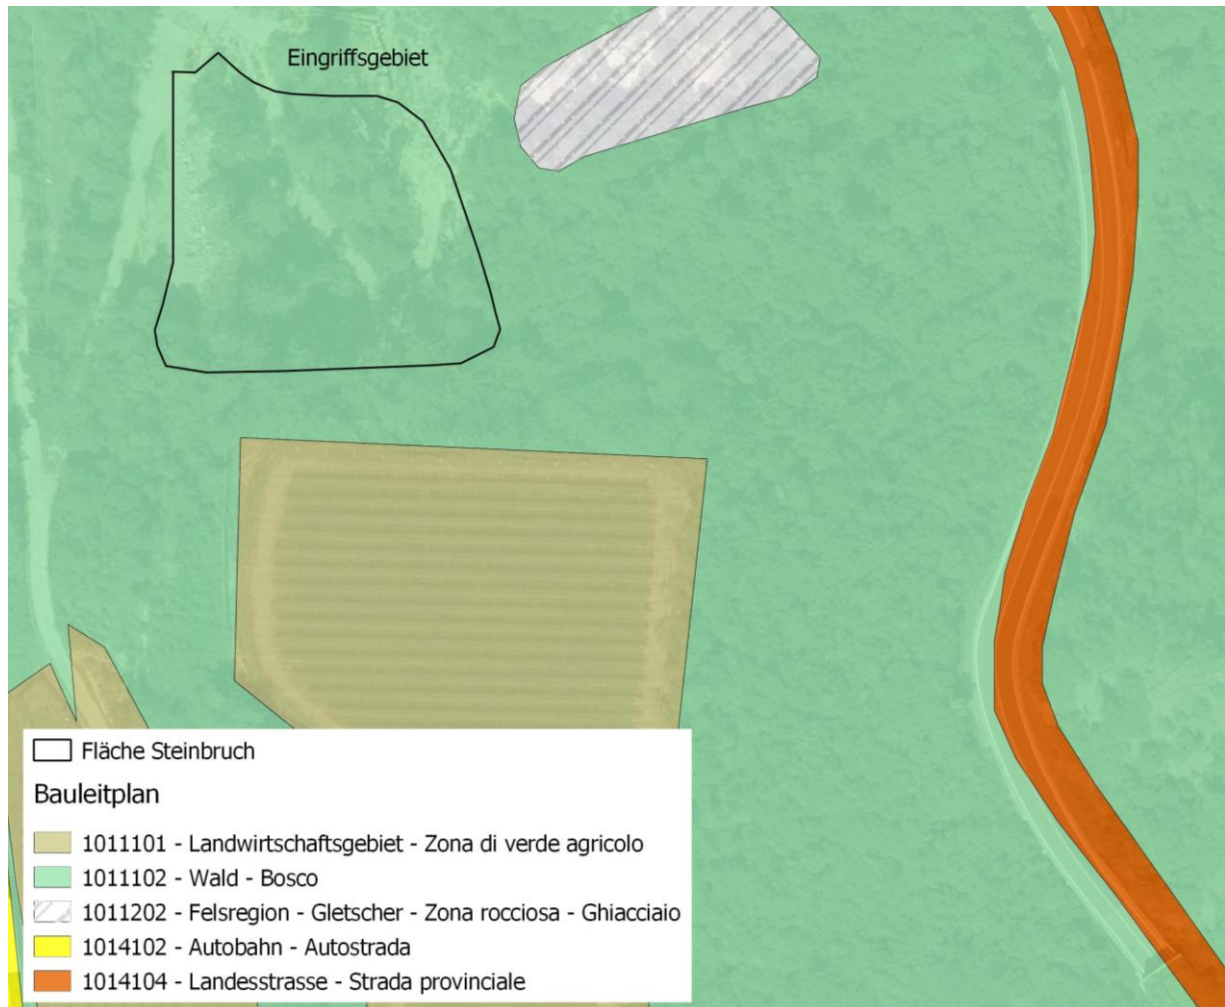 Eingriffsgebiet
Fläche Steinbruch
Bauleitplan
1011101 - Landwirtschaftsgebiet - Zona di verde agricolo
1011102 - Wald - Bosco
1011202 - Felsregion - Gletscher - Zona rocciosa - Ghiacciaio
1014102 - Autobahn - Autostrada
1014104 - Landesstrasse - Strada provinciale